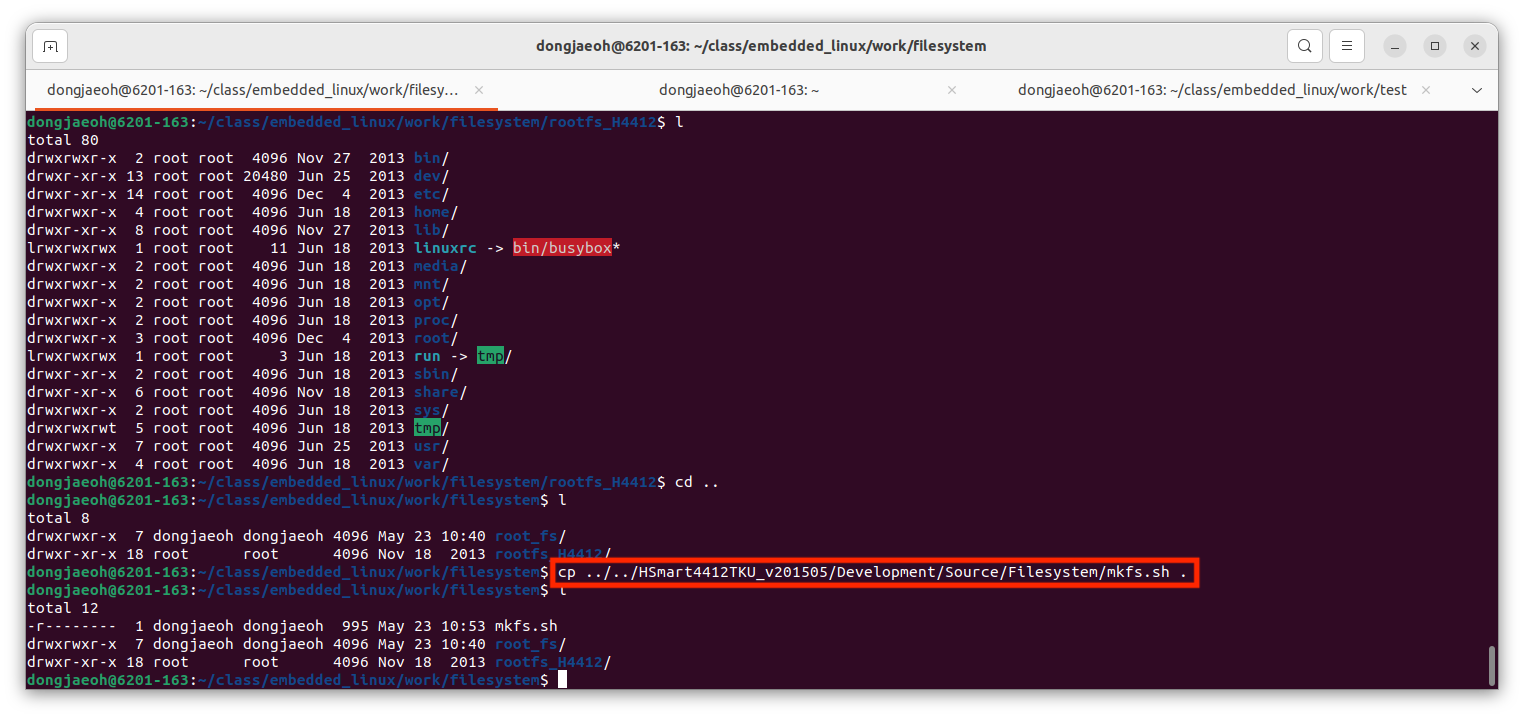 dongjaeoh@6201-163: ~/class/embedded_linux/work/filesystem
dongjaeoh@6201-163: ~/class/embedded_linux/work/filesy…
dongjaeoh@6201-163: ~
dongjaeoh@6201-163: ~/class/embedded_linux/work/test
dongjaeoh@6201-163:~/class/embedded_linux/work/filesystem/rootfs_H4412$ l
total 80
drwxrwxr-x  2 root root  4096 Nov 27  2013 bin/
drwxr-xr-x 13 root root 20480 Jun 25  2013 dev/
drwxr-xr-x 14 root root  4096 Dec  4  2013 etc/
drwxrwxr-x  4 root root  4096 Jun 18  2013 home/
drwxr-xr-x  8 root root  4096 Nov 27  2013 lib/
lrwxrwxrwx  1 root root    11 Jun 18  2013 linuxrc -> bin/busybox*
drwxrwxr-x  2 root root  4096 Jun 18  2013 media/
drwxrwxr-x  2 root root  4096 Jun 18  2013 mnt/
drwxrwxr-x  2 root root  4096 Jun 18  2013 opt/
drwxrwxr-x  2 root root  4096 Jun 18  2013 proc/
drwxrwxr-x  3 root root  4096 Dec  4  2013 root/
lrwxrwxrwx  1 root root     3 Jun 18  2013 run -> tmp/
drwxr-xr-x  2 root root  4096 Jun 18  2013 sbin/
drwxr-xr-x  6 root root  4096 Nov 18  2013 share/
drwxrwxr-x  2 root root  4096 Jun 18  2013 sys/
drwxrwxrwt  5 root root  4096 Jun 18  2013 tmp/
drwxrwxr-x  7 root root  4096 Jun 25  2013 usr/
drwxrwxr-x  4 root root  4096 Jun 18  2013 var/
dongjaeoh@6201-163:~/class/embedded_linux/work/filesystem/rootfs_H4412$ cd ..
dongjaeoh@6201-163:~/class/embedded_linux/work/filesystem$ l
total 8
drwxrwxr-x  7 dongjaeoh dongjaeoh 4096 May 23 10:40 root_fs/
drwxr-xr-x 18 root      root      4096 Nov 18  2013 rootfs_H4412/
dongjaeoh@6201-163:~/class/embedded_linux/work/filesystem$ cp ../../HSmart4412TKU_v201505/Development/Source/Filesystem/mkfs.sh .
dongjaeoh@6201-163:~/class/embedded_linux/work/filesystem$ l
total 12
-r--------  1 dongjaeoh dongjaeoh  995 May 23 10:53 mkfs.sh
drwxrwxr-x  7 dongjaeoh dongjaeoh 4096 May 23 10:40 root_fs/
drwxr-xr-x 18 root      root      4096 Nov 18  2013 rootfs_H4412/
dongjaeoh@6201-163:~/class/embedded_linux/work/filesystem$